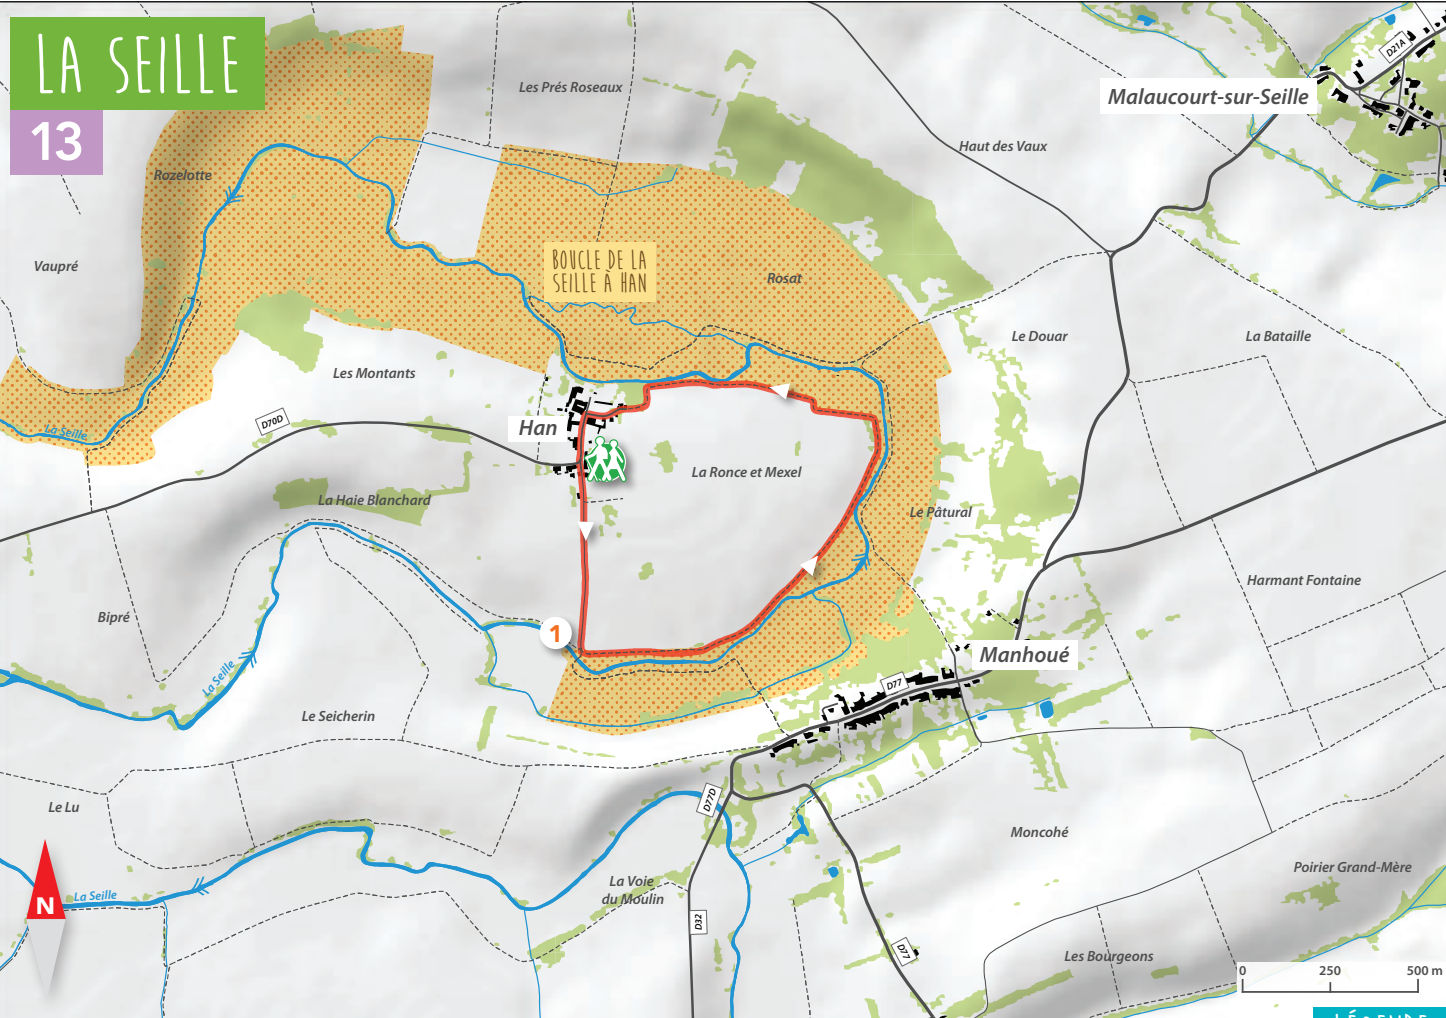 LA SEILLE
13
Les Prés Roseaux
Malaucourt-sur-Seille
D21A
Haut des Vaux
Rozelotte
Vaupré
BOUCLE DE LA
SEILLE À HAN
Rosat
Le Douar
La Bataille
Les Montants
D70D
Han
La Seille
La Ronce et Mexel
La Haie Blanchard
Le Pâtural
Harmant Fontaine
Bipré
1
Manhoué
La Seille
D77
Le Seicherin
D77D
Le Lu
Moncohé
Poirier Grand-Mère
La Voie
du Moulin
La Seille
N
D32
D77
Les Bourgeons
0 250 500 m
LÉGENDE